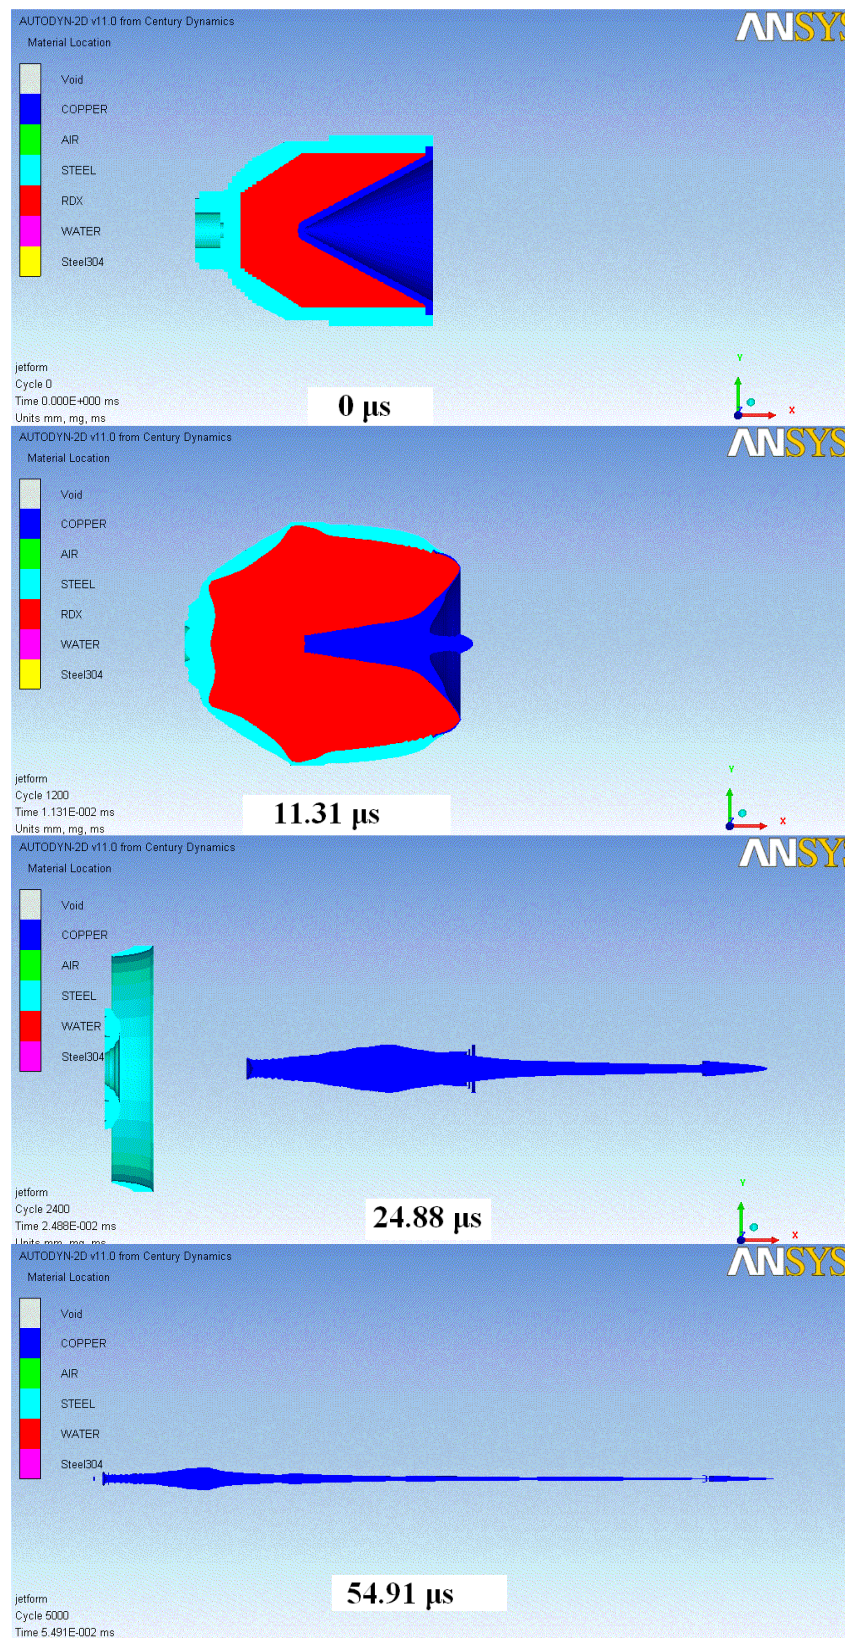 AUTODYN-2D v11.0 from Century Dynamics
ANSYS
Material Location
Void
COPPER
AIR
STEEL
RDX
WATER
Steel304
jetform
Cycle 0
Time 0.000E+000 ms
Units mm, mg, ms
0 µs
Y
X
AUTODYN-2D v11.0 from Century Dynamics
ANSYS
Material Location
Void
COPPER
AIR
STEEL
RDX
WATER
Steel304
jetform
Cycle 1200
Time 1.131E-002 ms
Units mm, mg, ms
11.31 µs
Y
X
AUTODYN-2D v11.0 from Century Dynamics
ANSYS
Material Location
Void
COPPER
AIR
STEEL
WATER
Steel304
jetform
Cycle 2400
Time 2.488E-002 ms
Units mm, mg, ms
24.88 µs
Y
X
AUTODYN-2D v11.0 from Century Dynamics
ANSYS
Material Location
Void
COPPER
AIR
STEEL
WATER
Steel304
jetform
Cycle 5000
Time 5.491E-002 ms
54.91 µs